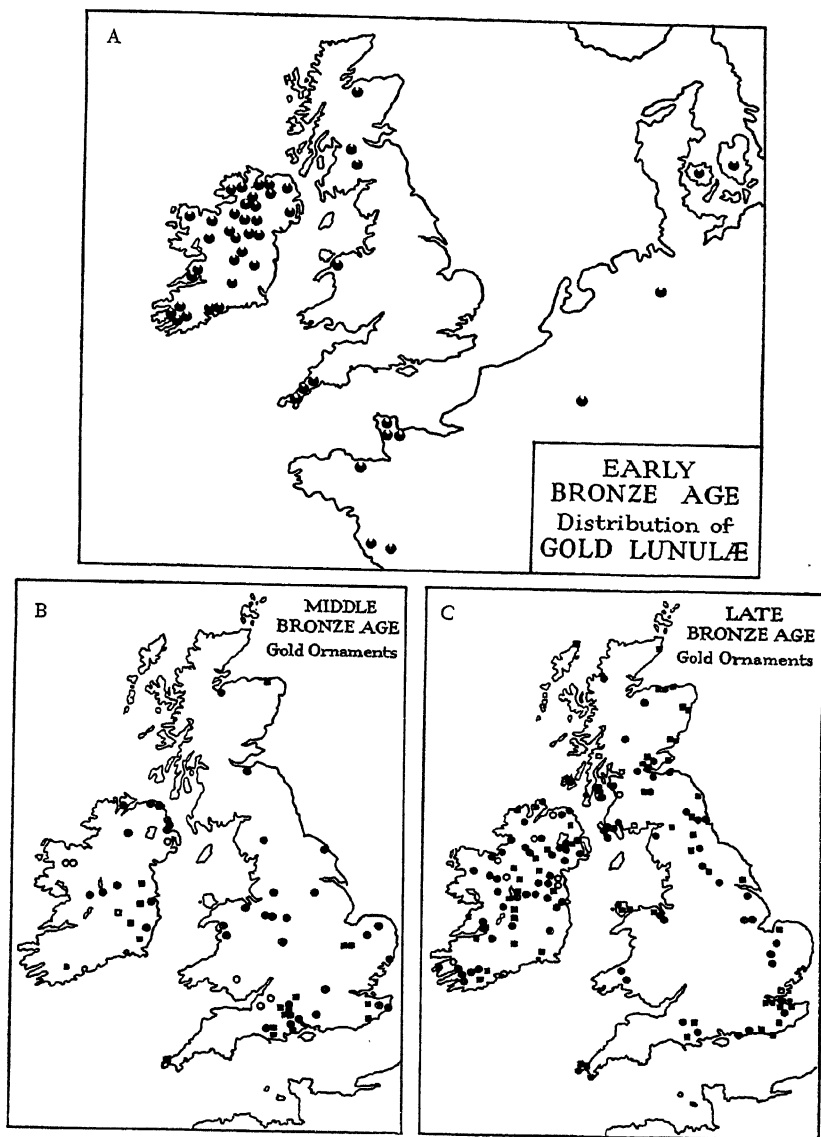 A
EARLY
BRONZE AGE
Distribution of
GOLD LUNULÆ
B
MIDDLE
BRONZE AGE
Gold Ornaments
C
LATE
BRONZE AGE
Gold Ornaments